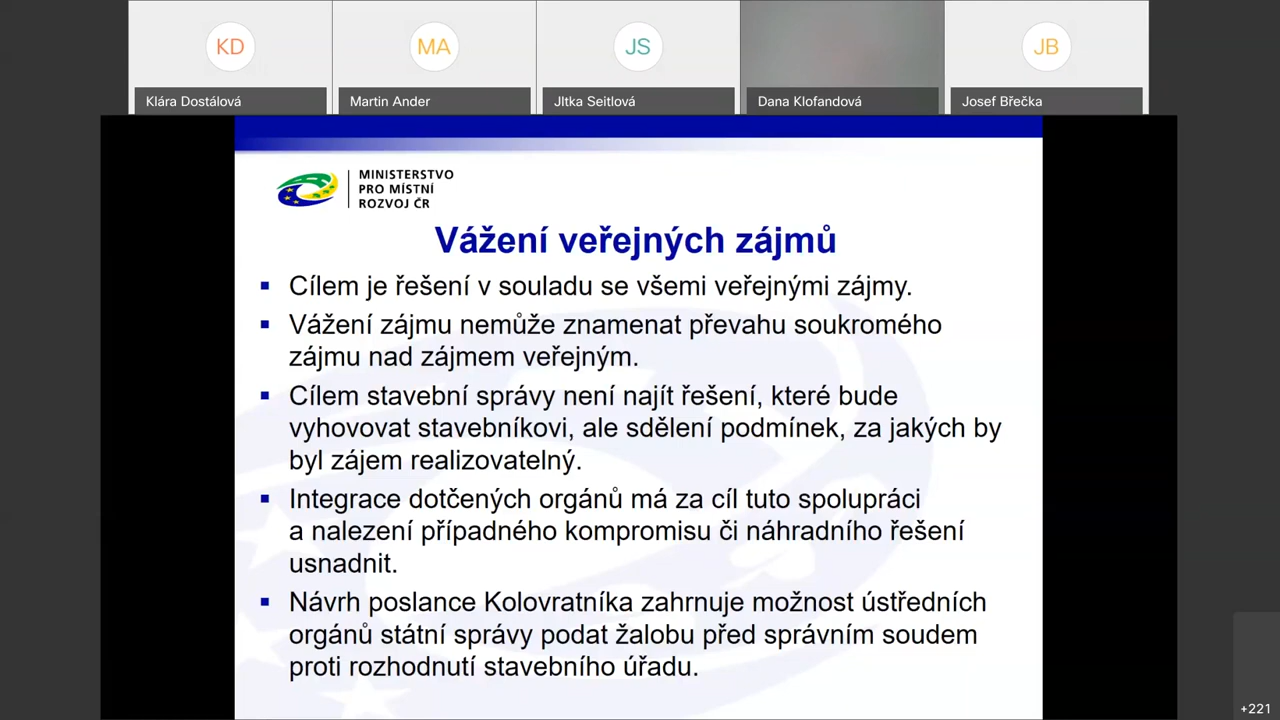 KD
MA
JS
JB
Klára Dostálová
Martin Ander
JItka Seitlová
Dana Klofandová
Josef Břečka
MINISTERSTVO
PRO MÍSTNÍ
ROZVOJ ČR
Vážení veřejných zájmů
▪ Cílem je řešení v souladu se všemi veřejnými zájmy.
▪ Vážení zájmu nemůže znamenat převahu soukromého
zájmu nad zájmem veřejným.
▪ Cílem stavební správy není najít řešení, které bude
vyhovovat stavebníkovi, ale sdělení podmínek, za jakých by
byl zájem realizovatelný.
▪ Integrace dotčených orgánů má za cíl tuto spolupráci
a nalezení případného kompromisu či náhradního řešení
usnadnit.
▪ Návrh poslance Kolovratníka zahrnuje možnost ústředních
orgánů státní správy podat žalobu před správním soudem
proti rozhodnutí stavebního úřadu.
+221